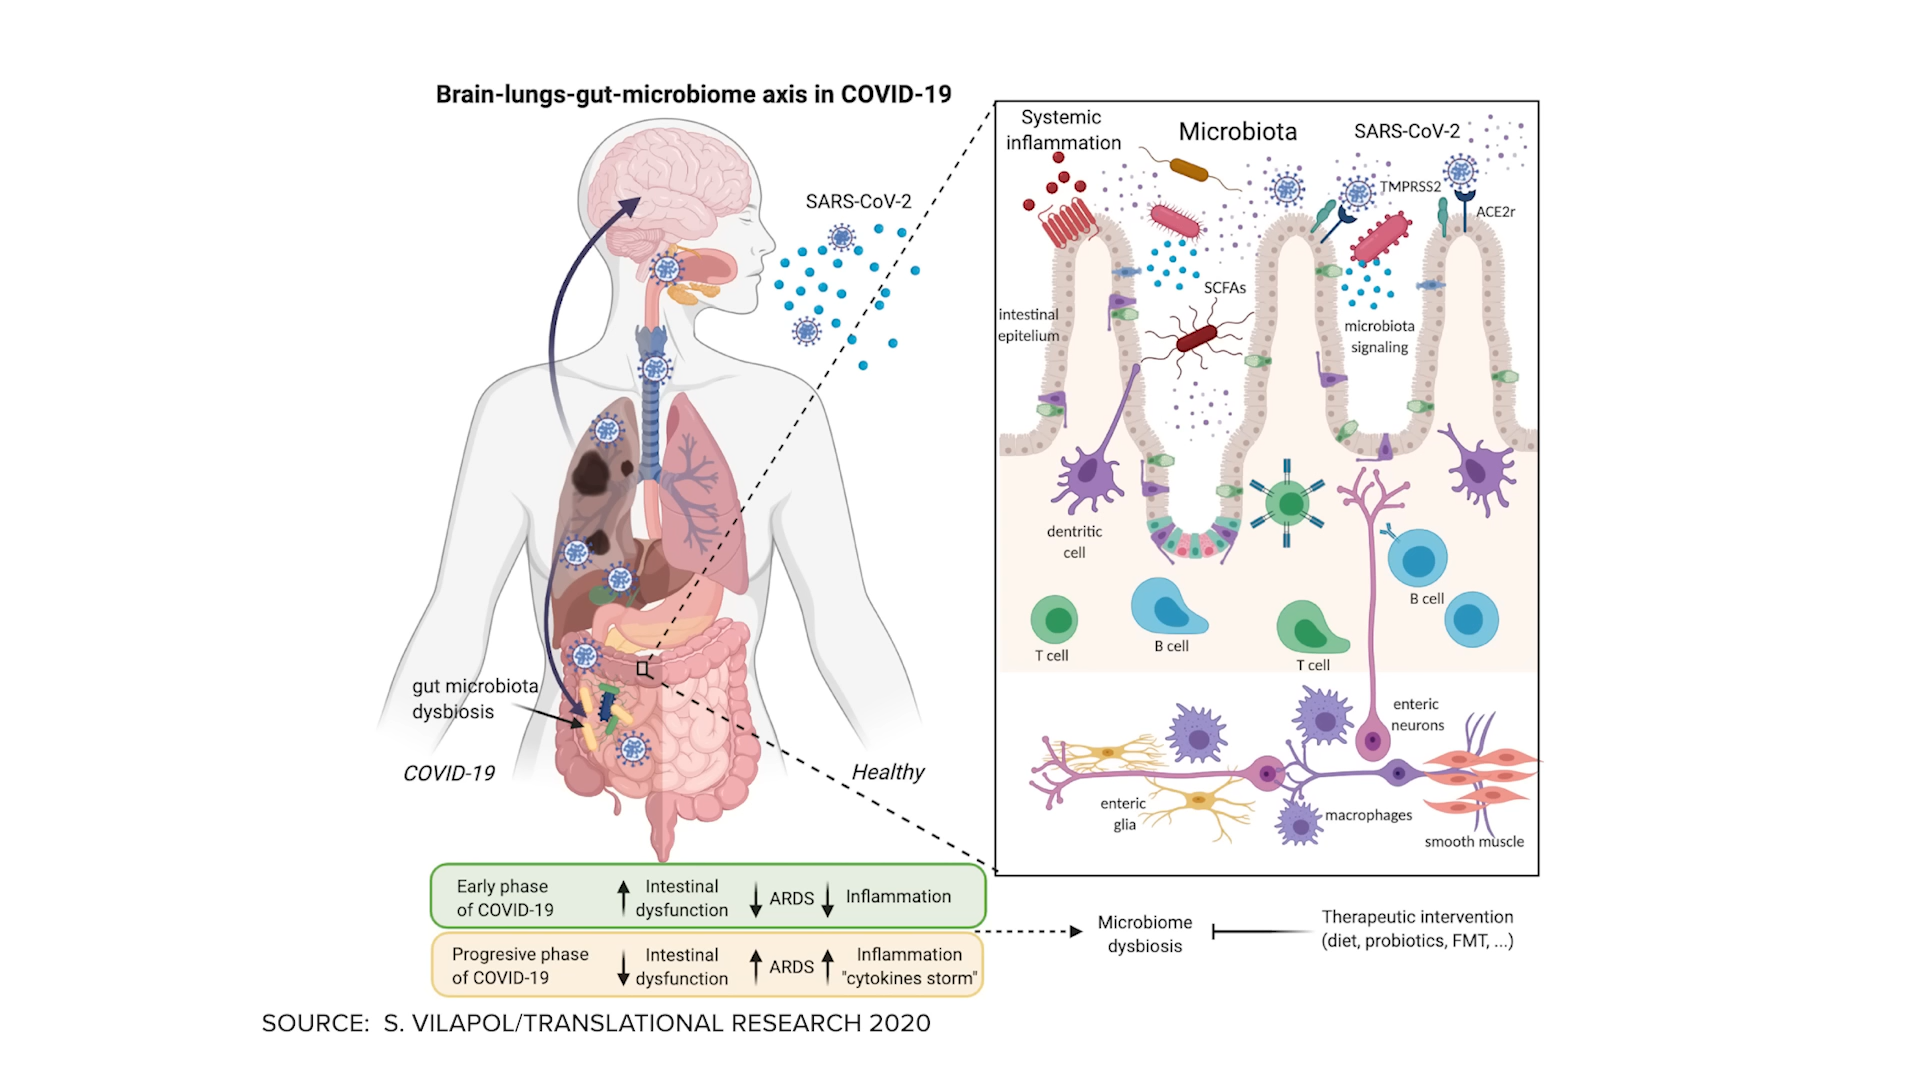 Brain-lungs-gut-microbiome axis in COVID-19
SARS-CoV-2
gut microbiota
dysbiosis
COVID-19
Healthy
Systemic
inflammation
Microbiota
SARS-CoV-2
TMPRSS2
ACE2r
SCFAs
intestinal
epitelium
microbiota
signaling
dentritic
cell
B cell
T cell
B cell
T cell
enteric
neurons
enteric
glia
macrophages
smooth muscle
Early phase
of COVID-19
Intestinal
dysfunction
ARDS
Inflammation
Progresive phase
of COVID-19
Intestinal
dysfunction
ARDS
Inflammation
"cytokines storm"
Microbiome
dysbiosis
Therapeutic intervention
(diet, probiotics, FMT, ...)
SOURCE: S. VILAPOL/TRANSLATIONAL RESEARCH 2020